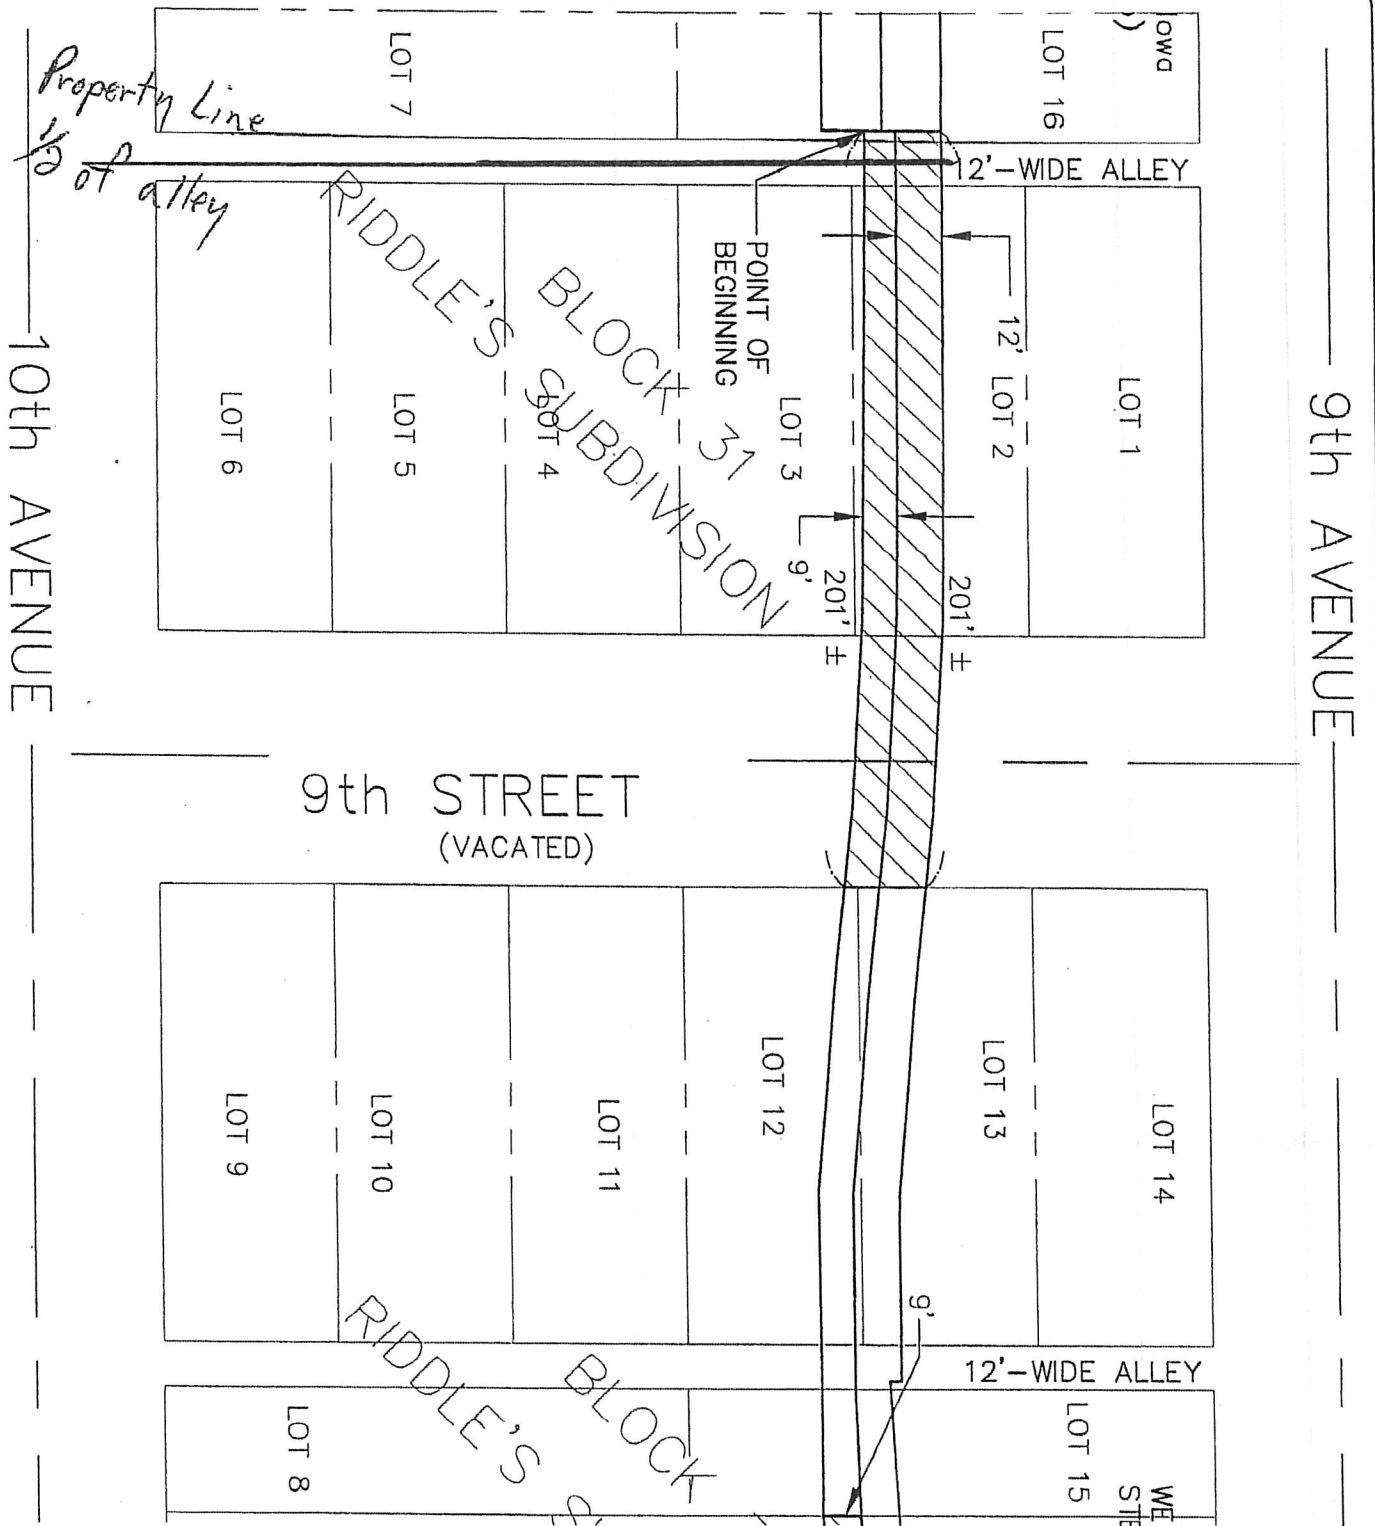 owa
)
LOT 16
LOT 7
Property Line
1/2 of alley
12'-WIDE ALLEY
POINT OF
BEGINNING
12'
LOT 1
LOT 2
LOT 3
LOT 4
LOT 5
LOT 6
BLOCK 31
RIDDLE'S SUBDIVISION
9'
201' ±
201' ±
9th AVENUE
10th AVENUE
9th STREET
(VACATED)
LOT 14
LOT 13
LOT 12
LOT 11
LOT 10
LOT 9
9'
12'-WIDE ALLEY
LOT 15
LOT 8
BLOCK
RIDDLE'S
WE
STE